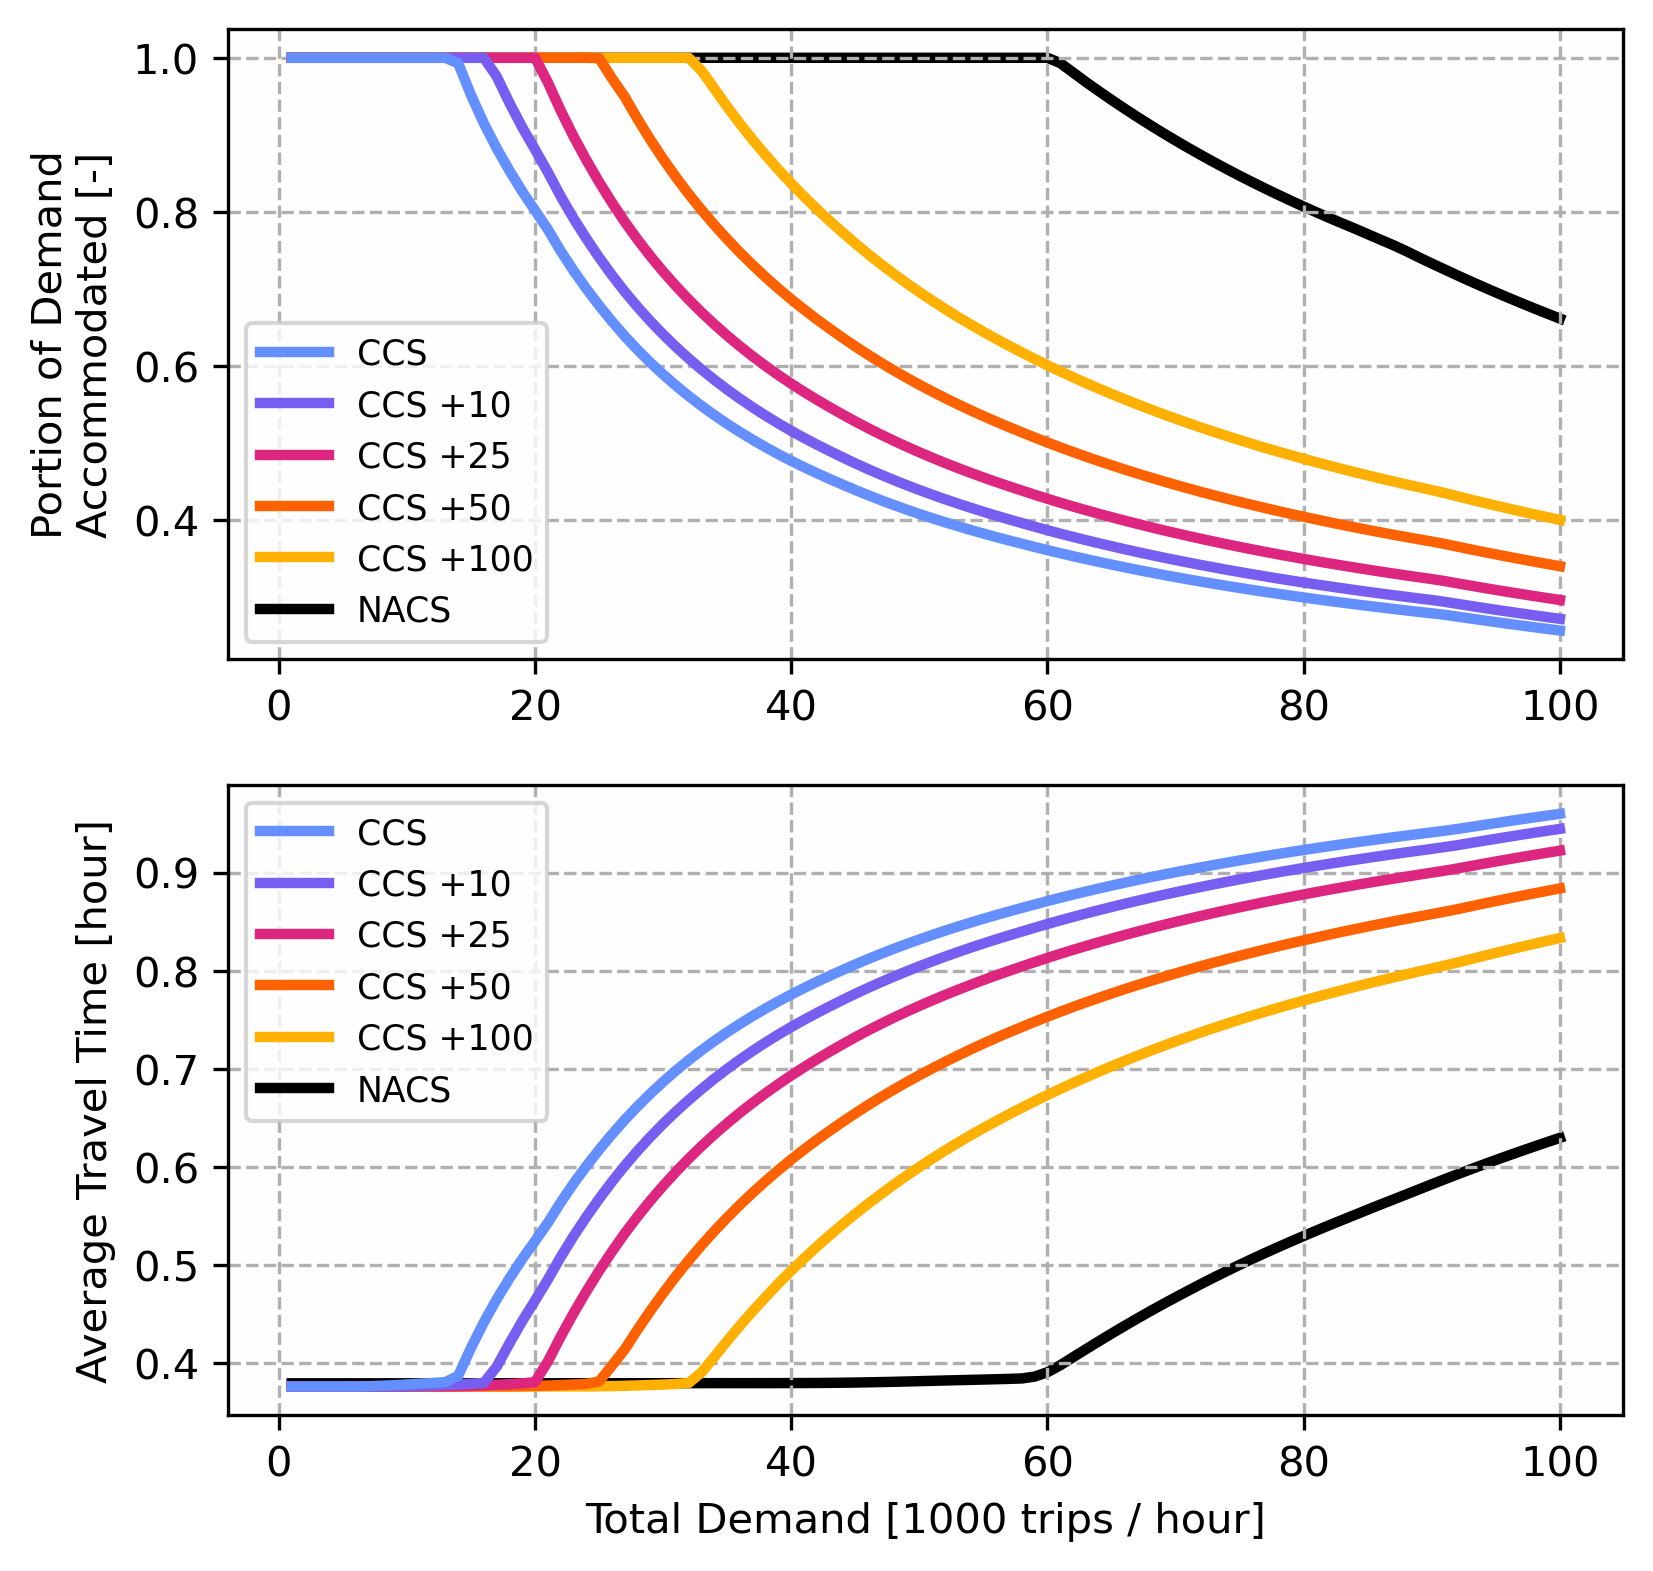 Portion of Demand
Accommodated [-]
1.0
0.8
0.6
0.4
CCS
CCS +10
CCS +25
CCS +50
CCS +100
NACS
0 20 40 60 80 100
Average Travel Time [hour]
0.9
0.8
0.7
0.6
0.5
0.4
CCS
CCS +10
CCS +25
CCS +50
CCS +100
NACS
0 20 40 60 80 100
Total Demand [1000 trips / hour]